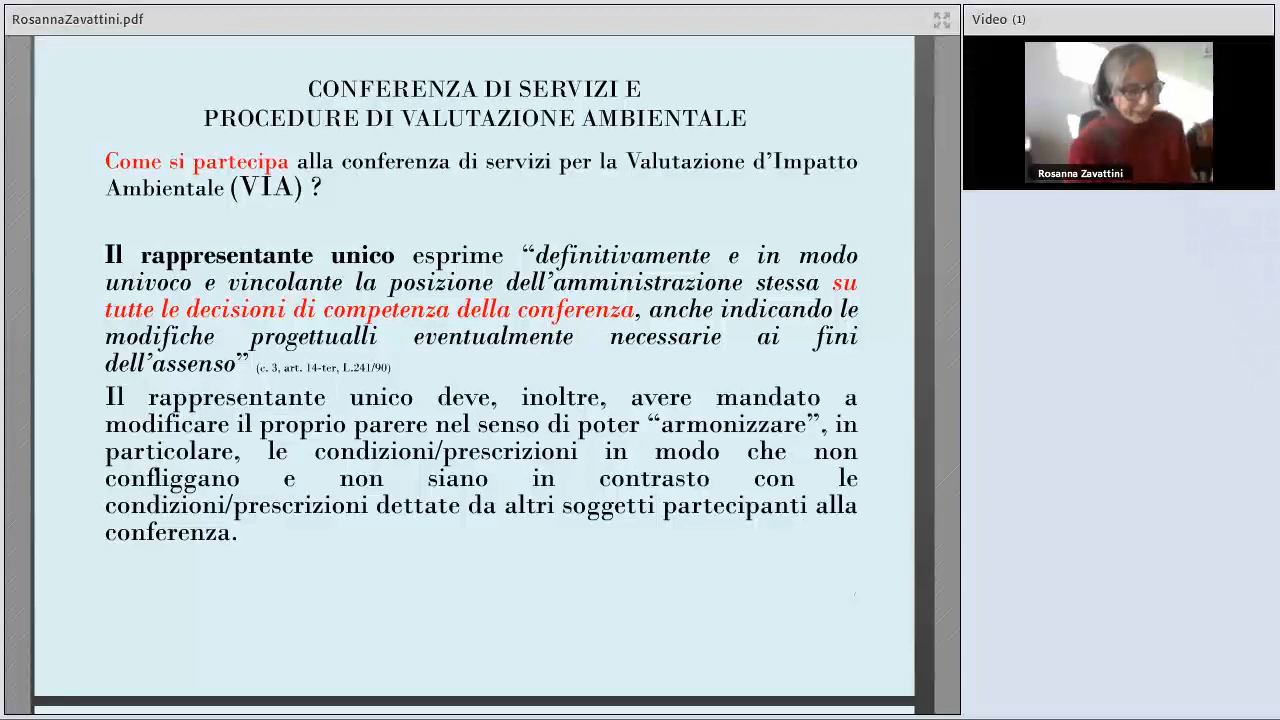 RosannaZavattini.pdf
Video (1)
CONFERENZA DI SERVIZI E
PROCEDURE DI VALUTAZIONE AMBIENTALE
Come si partecipa alla conferenza di servizi per la Valutazione d’Impatto
Ambientale (VIA) ?
Il rappresentante unico esprime “definitivamente e in modo
univoco e vincolante la posizione dell’amministrazione stessa su
tutte le decisioni di competenza della conferenza, anche indicando le
modifiche progettualli eventualmente necessarie ai fini
dell’assenso” (c. 3, art. 14-ter, L.241/90)
Il rappresentante unico deve, inoltre, avere mandato a
modificare il proprio parere nel senso di poter “armonizzare”, in
particolare, le condizioni/prescrizioni in modo che non
confliggano e non siano in contrasto con le
condizioni/prescrizioni dettate da altri soggetti partecipanti alla
conferenza.
Rosanna Zavattini